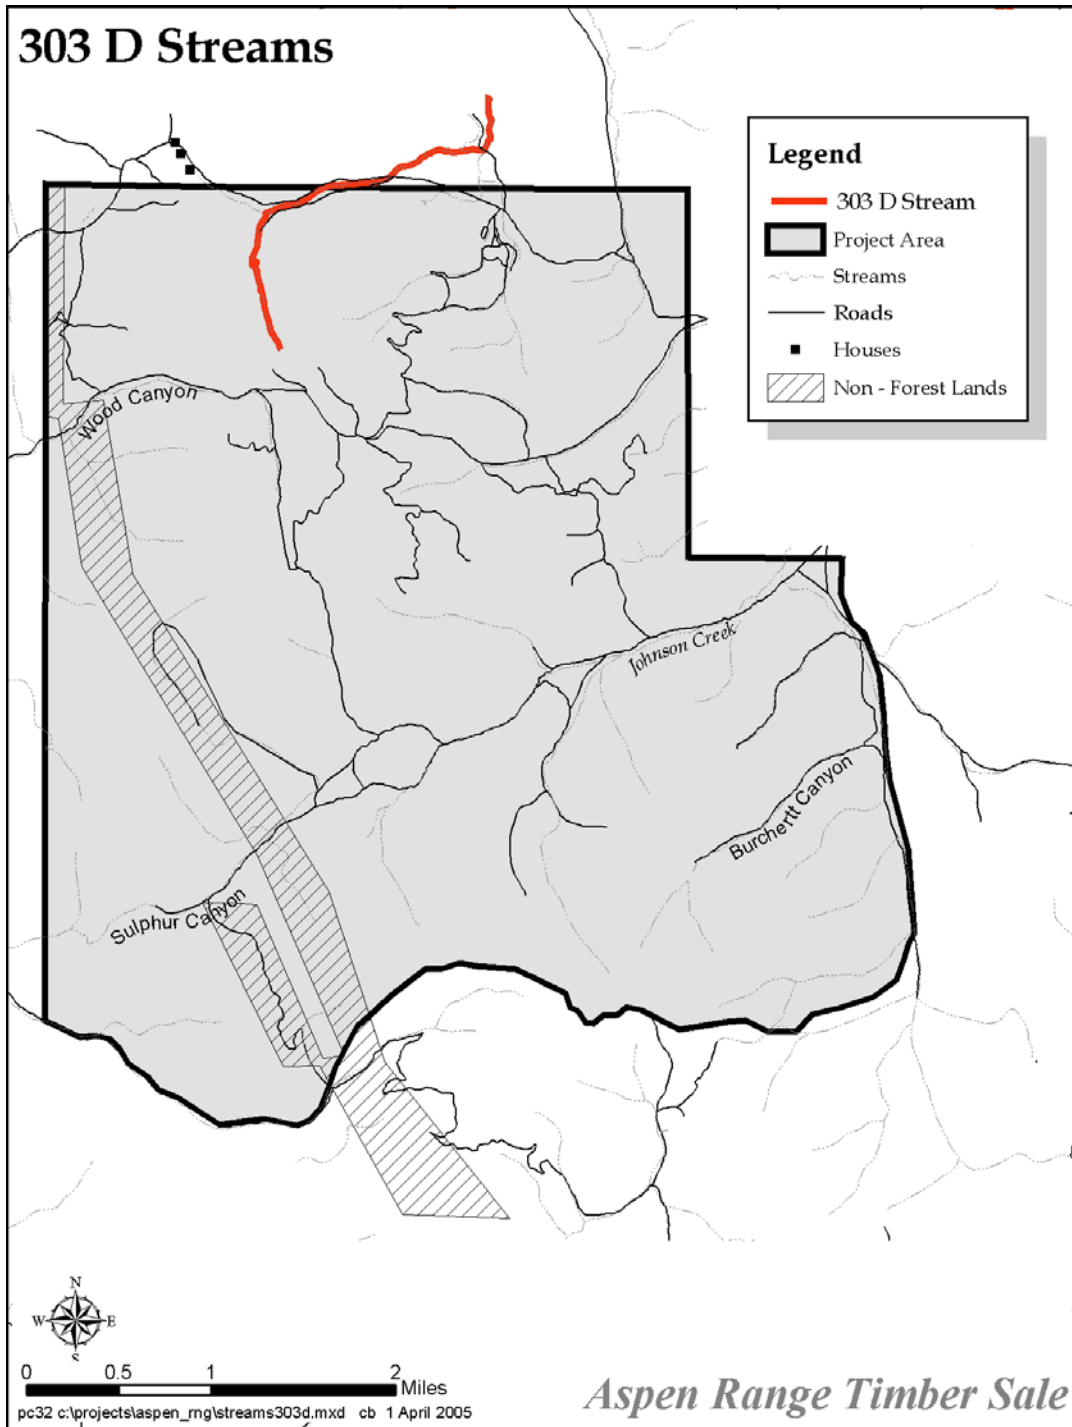 303 D Streams
Legend
303 D Stream
Project Area
Streams
Roads
Houses
Non - Forest Lands
Wood Canyon
Johnson Creek
Burchertt Canyon
Sulphur Canyon
N
W E
S
0 0.5 1 2
Miles
pc32 c:\projects\aspen_rng\streams303d.mxd cb 1 April 2005
Aspen Range Timber Sale